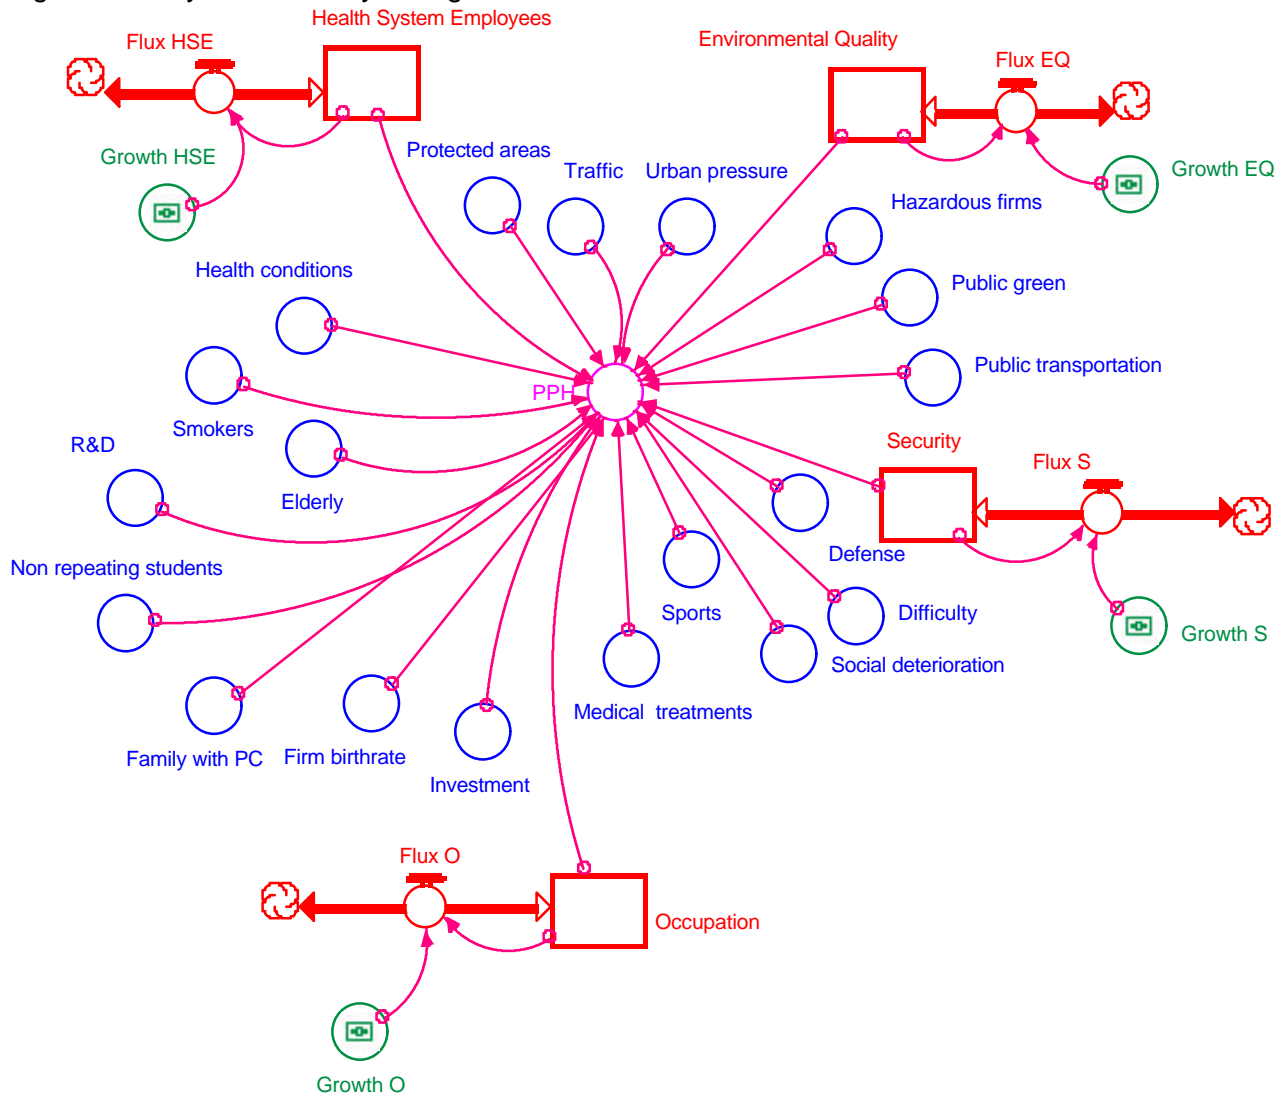 Health System Employees
Flux HSE
Environmental Quality
Flux EQ
Growth HSE
Protected areas
Traffic
Urban pressure
Growth EQ
Hazardous firms
Health conditions
Public green
Public transportation
PPH
Smokers
R&D
Security
Flux S
Elderly
Defense
Non repeating students
Sports
Difficulty
Growth S
Social deterioration
Medical treatments
Family with PC
Firm birthrate
Investment
Flux O
Occupation
Growth O